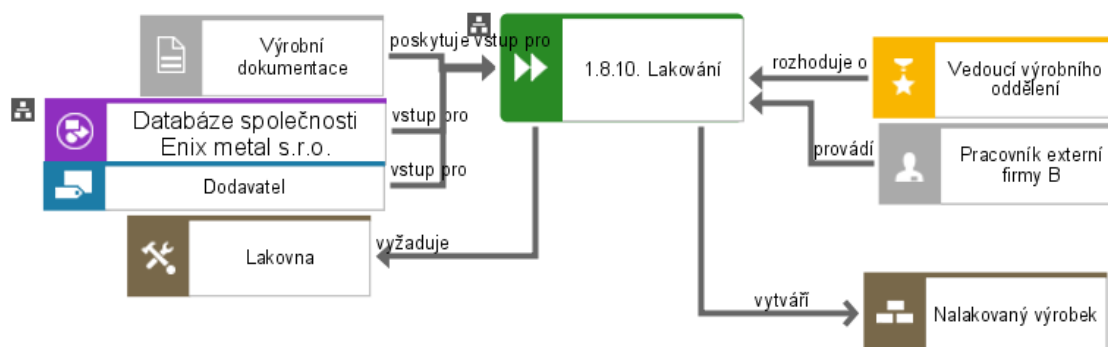 Výrobní
dokumentace
poskytuje vstup pro
1.8.10. Lakování
rozhoduje o
Vedoucí výrobního
oddělení
Databáze společnosti
Enix metal s.r.o.
vstup pro
provádí
Pracovník externí
firmy B
Dodavatel
vstup pro
Lakovna
vyžaduje
vytváří
Nalakovaný výrobek